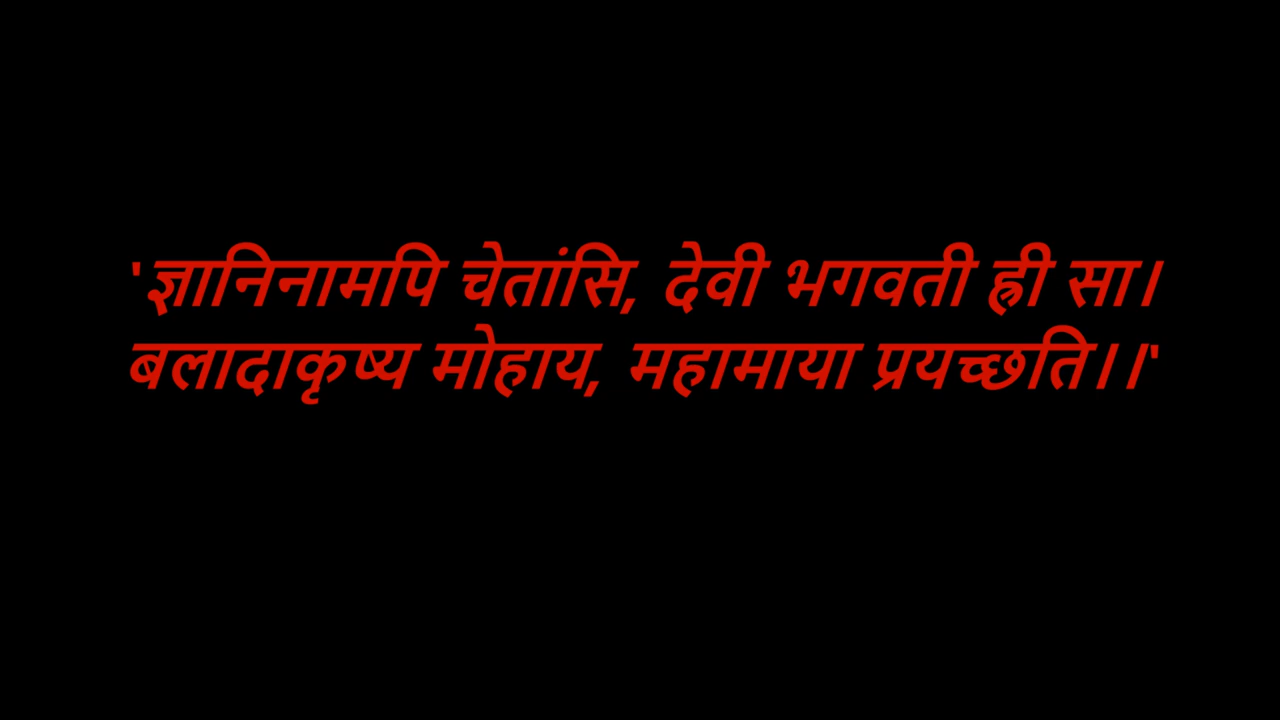 'ज्ञानिनामपि चेतांसि, देवी भगवती ह्री सा।
बलादाकृष्य मोहाय, महामाया प्रयच्छति।।'